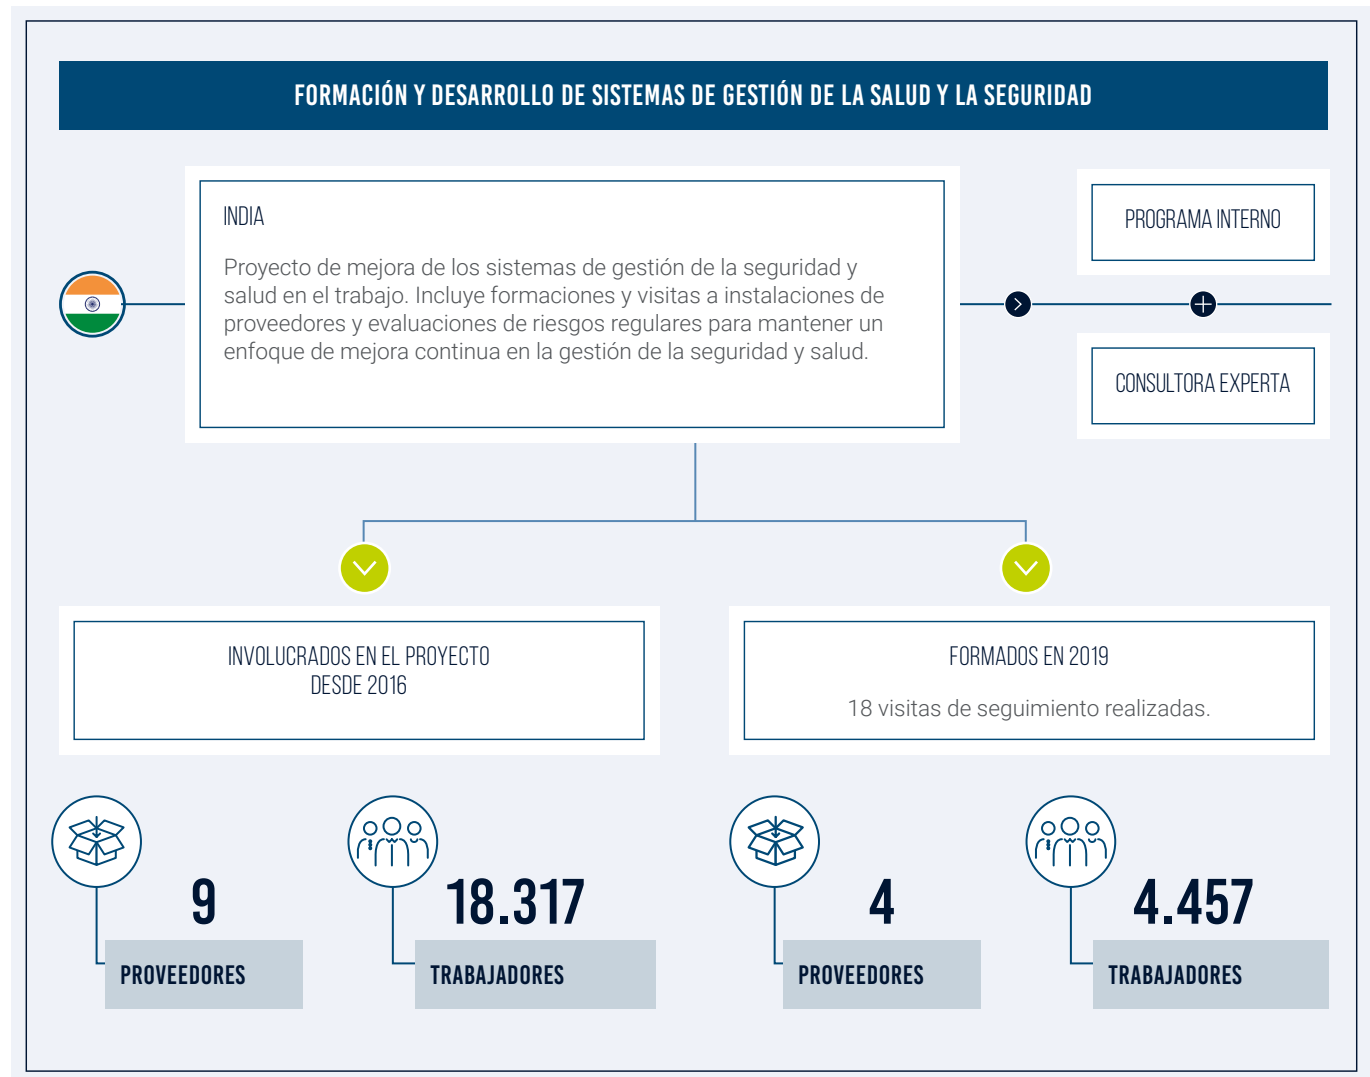 FORMACIÓN Y DESARROLLO DE SISTEMAS DE GESTIÓN DE LA SALUD Y LA SEGURIDAD
INDIA
Proyecto de mejora de los sistemas de gestión de la seguridad y
salud en el trabajo. Incluye formaciones y visitas a instalaciones de
proveedores y evaluaciones de riesgos regulares para mantener un
enfoque de mejora continua en la gestión de la seguridad y salud.
PROGRAMA INTERNO
CONSULTORA EXPERTA
INVOLUCRADOS EN EL PROYECTO
DESDE 2016
9
PROVEEDORES
18.317
TRABAJADORES
FORMADOS EN 2019
18 visitas de seguimiento realizadas.
4
PROVEEDORES
4.457
TRABAJADORES